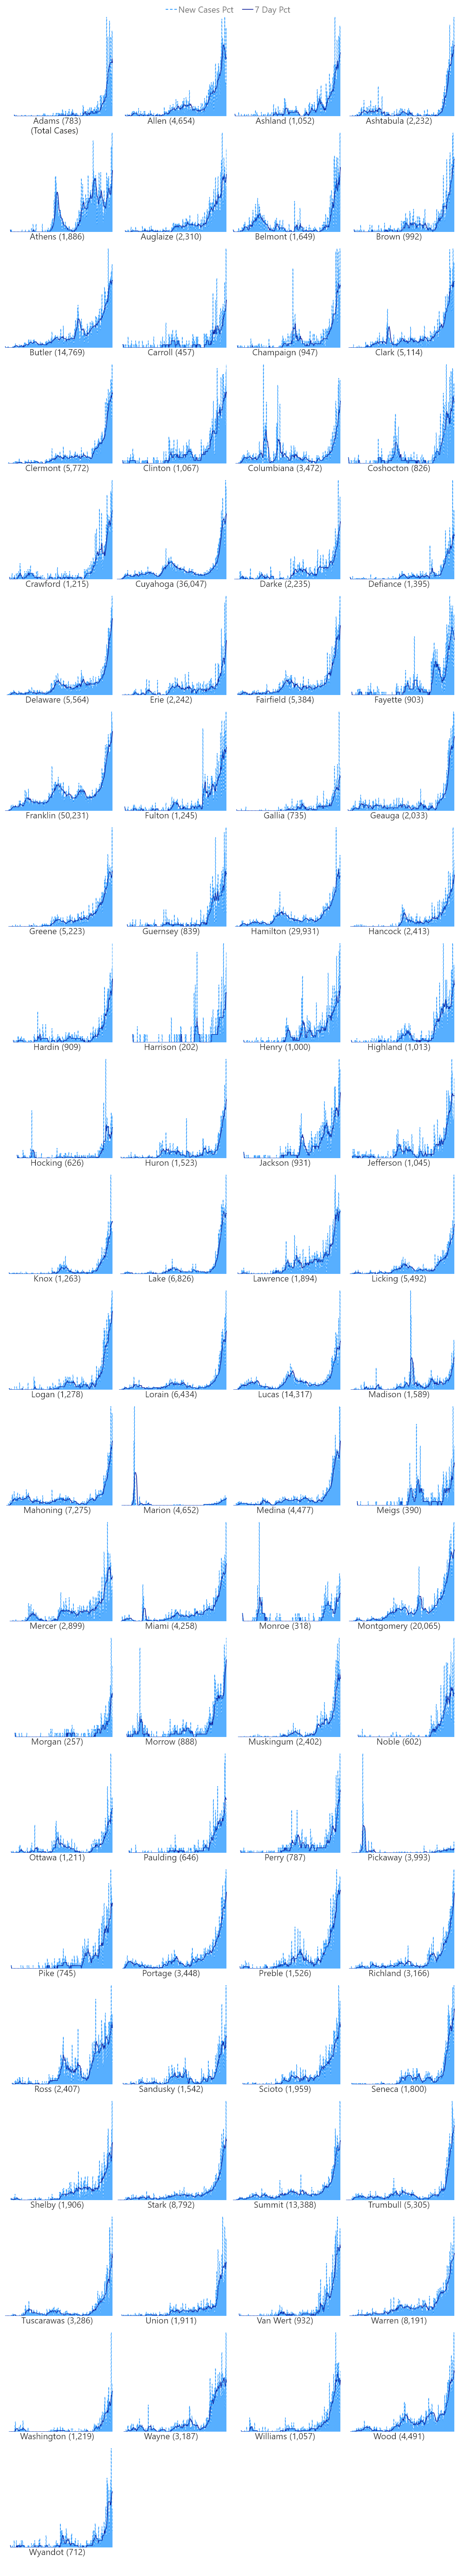 New Cases Pct 7 Day Pct
Adams (783) Allen (4,654) Ashland (1,052) Ashtabula (2,232)
(Total Cases)
Athens (1,886) Auglaize (2,310) Belmont (1,649) Brown (992)
Butler (14,769) Carroll (457) Champaign (947) Clark (5,114)
Clermont (5,772) Clinton (1,067) Columbiana (3,472) Coshocton (826)
Crawford (1,215) Cuyahoga (36,047) Darke (2,235) Defiance (1,395)
Delaware (5,564) Erie (2,242) Fairfield (5,384) Fayette (903)
Franklin (50,231) Fulton (1,245) Gallia (735) Geauga (2,033)
Greene (5,223) Guernsey (839) Hamilton (29,931) Hancock (2,413)
Hardin (909) Harrison (202) Henry (1,000) Highland (1,013)
Hocking (626) Huron (1,523) Jackson (931) Jefferson (1,045)
Knox (1,263) Lake (6,826) Lawrence (1,894) Licking (5,492)
Logan (1,278) Lorain (6,434) Lucas (14,317) Madison (1,589)
Mahoning (7,275) Marion (4,652) Medina (4,477) Meigs (390)
Mercer (2,899) Miami (4,258) Monroe (318) Montgomery (20,065)
Morgan (257) Morrow (888) Muskingum (2,402) Noble (602)
Ottawa (1,211) Paulding (646) Perry (787) Pickaway (3,993)
Pike (745) Portage (3,448) Preble (1,526) Richland (3,166)
Ross (2,407) Sandusky (1,542) Scioto (1,959) Seneca (1,800)
Shelby (1,906) Stark (8,792) Summit (13,388) Trumbull (5,305)
Tuscarawas (3,286) Union (1,911) Van Wert (932) Warren (8,191)
Washington (1,219) Wayne (3,187) Williams (1,057) Wood (4,491)
Wyandot (712)